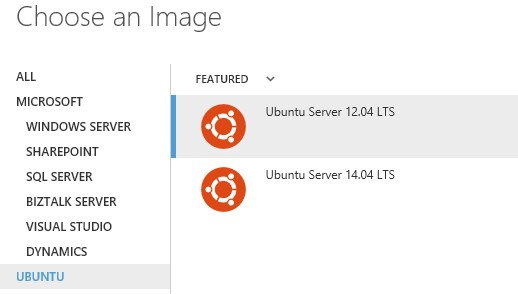 Choose an Image
ALL
MICROSOFT
WINDOWS SERVER
SHAREPOINT
SQL SERVER
BIZTALK SERVER
VISUAL STUDIO
DYNAMICS
UBUNTU
FEATURED
Ubuntu Server 12.04 LTS
Ubuntu Server 14.04 LTS